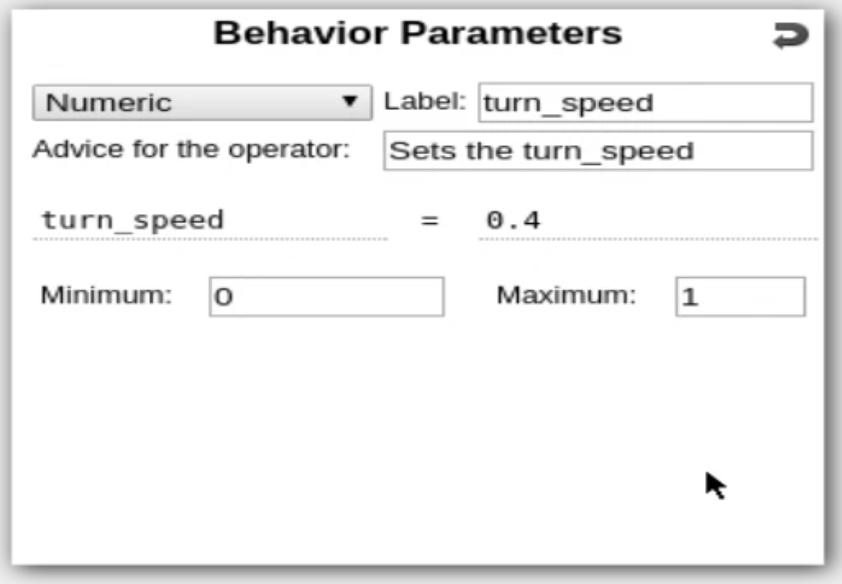 Behavior Parameters
Numeric Label: turn_speed
Advice for the operator: Sets the turn_speed
turn_speed = 0.4
Minimum: 0 Maximum: 1